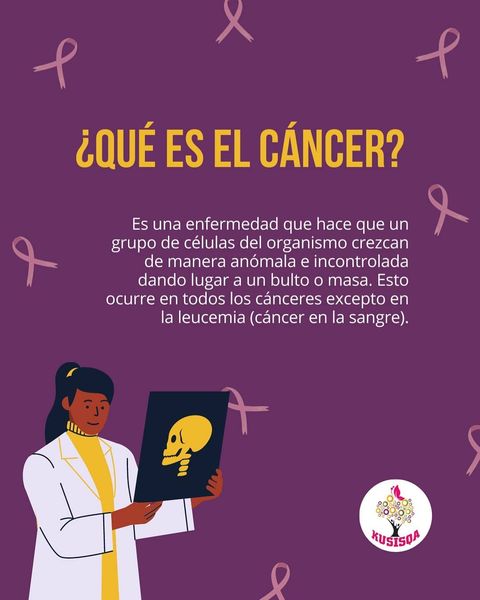 ¿QUÉ ES EL CÁNCER?
Es una enfermedad que hace que un
grupo de células del organismo crezcan
de manera anómala e incontrolada
dando lugar a un bulto o masa. Esto
ocurre en todos los cánceres excepto en
la leucemia (cáncer en la sangre).
KUSISQA